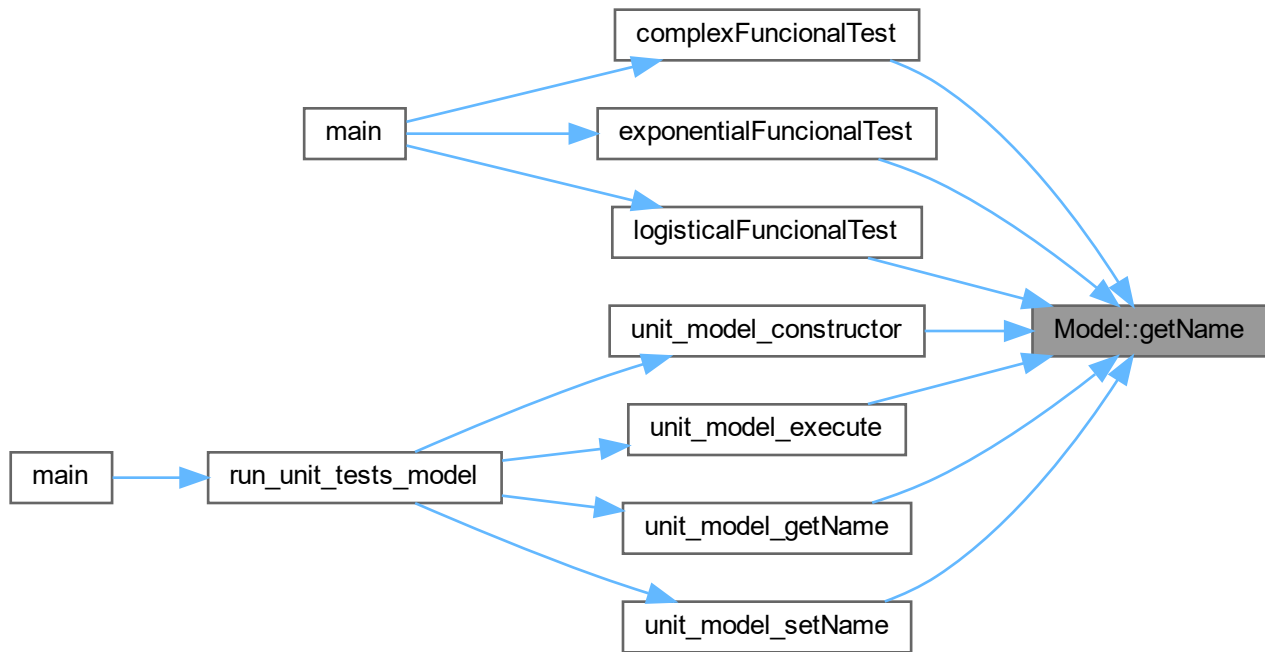 complexFuncionalTest
main
exponentialFuncionalTest
logisticalFuncionalTest
Model::getName
unit_model_constructor
unit_model_execute
main
run_unit_tests_model
unit_model_getName
unit_model_setName